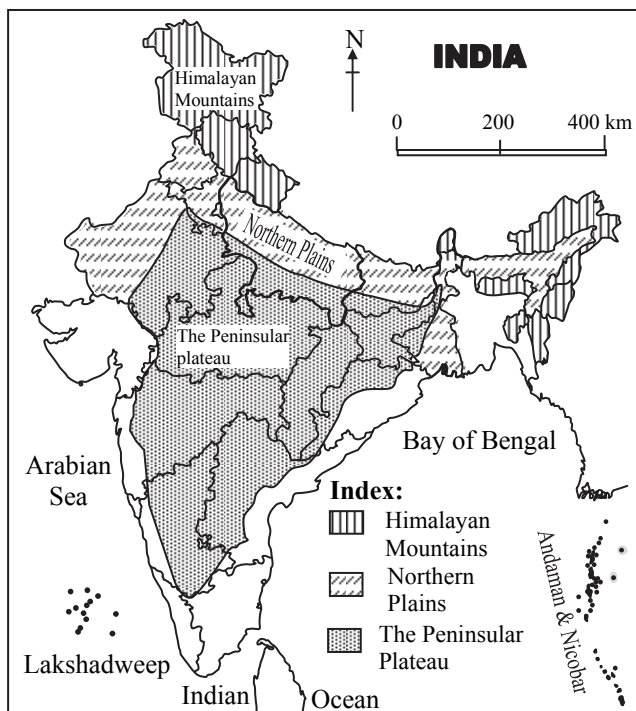 N
INDIA
0 200 400 km
Himalayan
Mountains
Northern Plains
The Peninsular
plateau
Bay of Bengal
Arabian
Sea
Index:
Himalayan
Mountains
Northern
Plains
The Peninsular
Plateau
Andaman & Nicobar
Lakshadweep
Indian Ocean